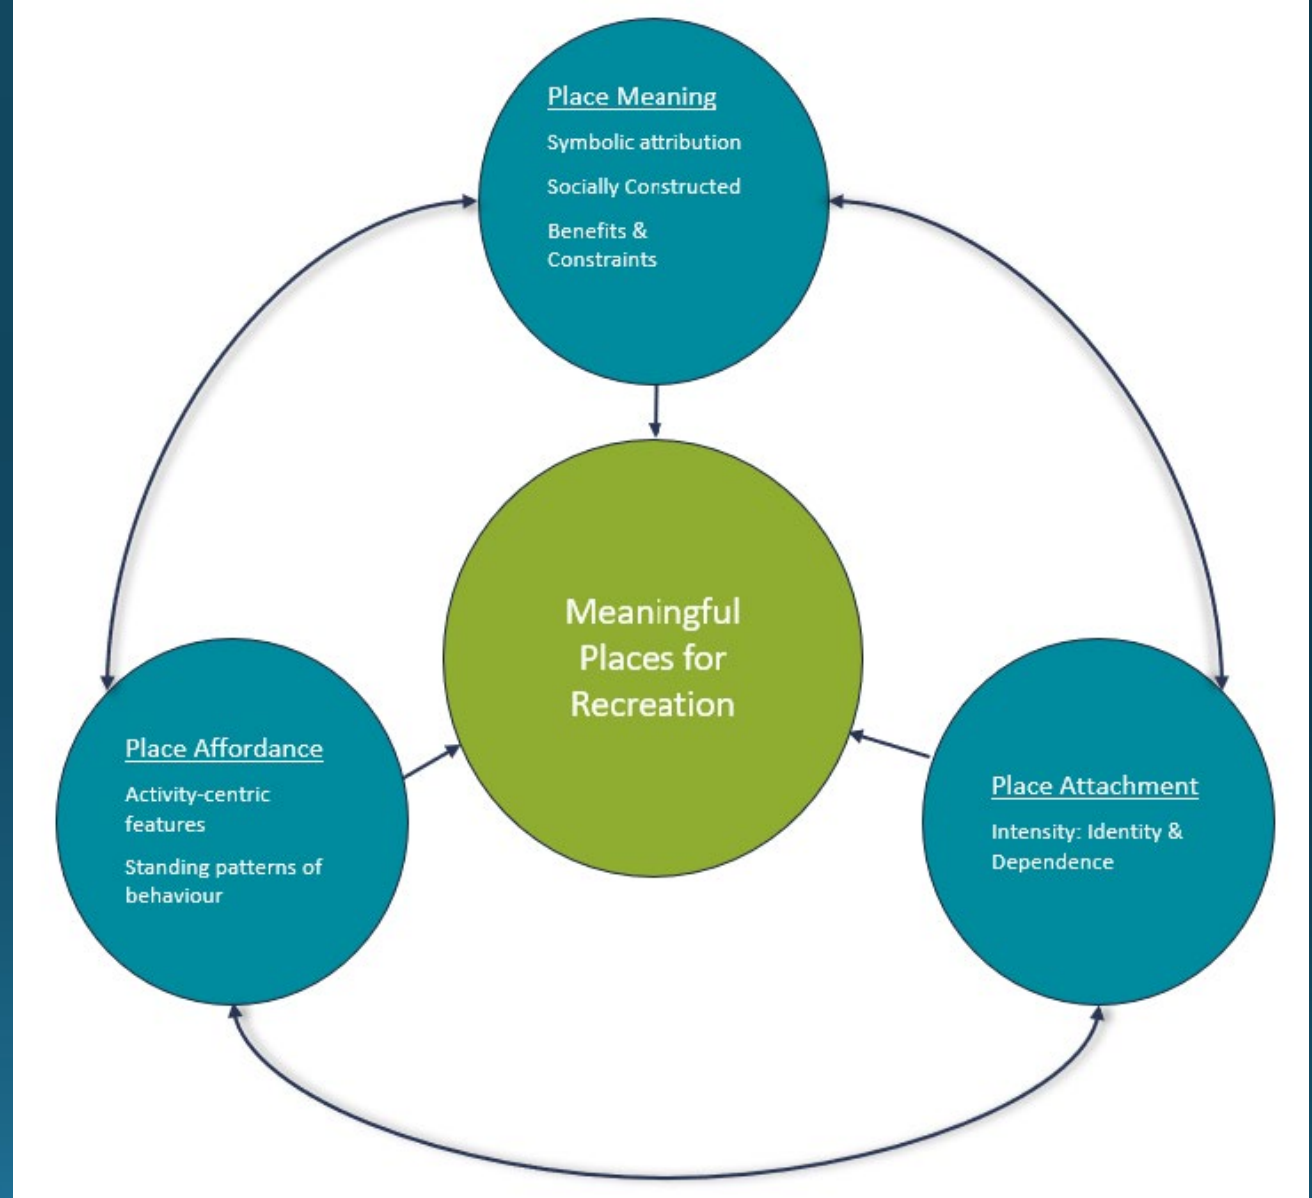 Place Meaning
Symbolic attribution
Socially Constructed
Benefits &
Constraints
Meaningful
Places for
Recreation
Place Affordance
Activity-centric
features
Standing patterns of
behaviour
Place Attachment
Intensity: Identity &
Dependence